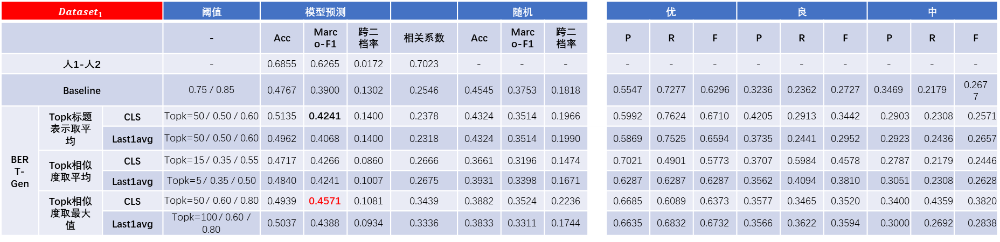 Dataset₁ 阈值 模型预测 随机 优 良 中
- Acc Marc 跨二 相关系数 Acc Marc 跨二 P R F P R F P R F
o-F1 档率 o-F1 档率
人1-人2 - 0.6855 0.6265 0.0172 0.7023 - - - - - - - - - - - -
Baseline 0.75 / 0.85 0.4767 0.3900 0.1302 0.2546 0.4545 0.3753 0.1818 0.5547 0.7277 0.6296 0.3236 0.2362 0.2727 0.3469 0.2179 0.267
7
BER
T-
Gen
Topk标题
表示取平
均
CLS Topk=50 / 0.50 / 0.60 0.5135 0.4241 0.1400 0.2378 0.4324 0.3514 0.1966 0.5992 0.7624 0.6710 0.4205 0.2913 0.3442 0.2903 0.2308 0.2571
Last1avg Topk=50 / 0.50 / 0.60 0.4962 0.4068 0.1400 0.2318 0.4324 0.3514 0.1990 0.5869 0.7525 0.6594 0.3735 0.2441 0.2952 0.2923 0.2436 0.2657
Topk相似
度取平均
CLS Topk=15 / 0.35 / 0.55 0.4717 0.4266 0.0860 0.2666 0.3661 0.3196 0.1474 0.7021 0.4901 0.5773 0.3707 0.5984 0.4578 0.2787 0.2179 0.2446
Last1avg Topk=5 / 0.35 / 0.50 0.4840 0.4241 0.1007 0.2675 0.3931 0.3398 0.1671 0.6287 0.6287 0.6287 0.3562 0.4094 0.3810 0.3051 0.2308 0.2628
Topk相似
度取最大
值
CLS Topk=50 / 0.60 / 0.80 0.4939 0.4571 0.1081 0.3439 0.3882 0.3524 0.2236 0.6685 0.6089 0.6373 0.3577 0.3465 0.3520 0.3400 0.4359 0.3820
Last1avg Topk=100 / 0.60 /
0.80
0.5037 0.4388 0.0934 0.3336 0.3833 0.3311 0.1744 0.6635 0.6832 0.6732 0.3566 0.3622 0.3594 0.3000 0.2692 0.2838